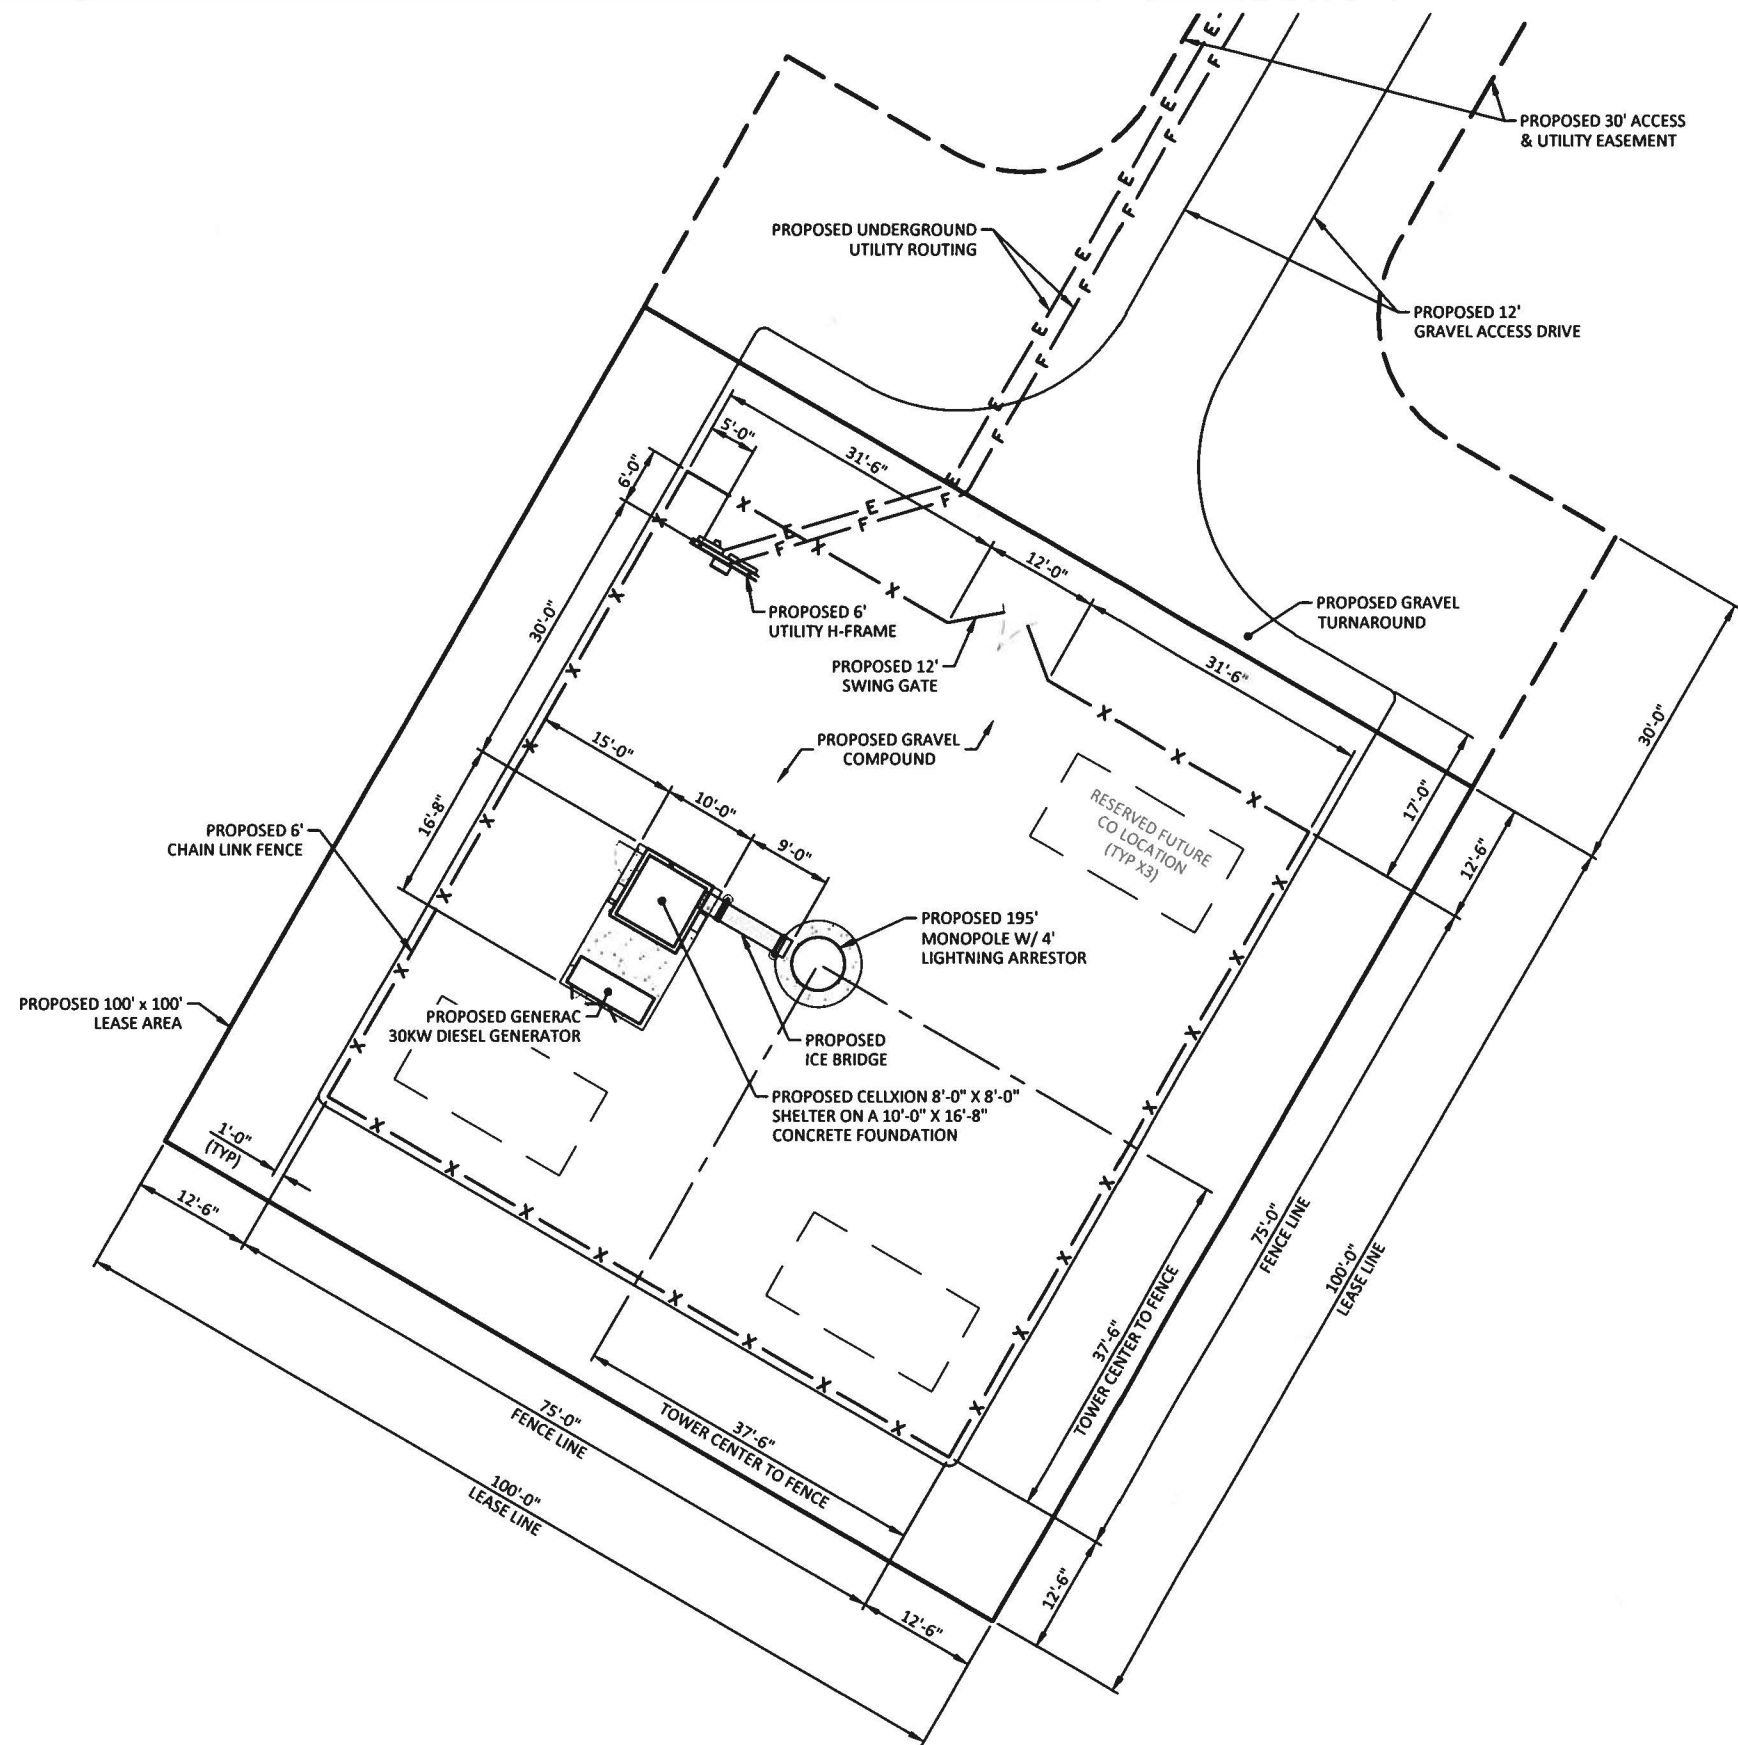 PROPOSED 30' ACCESS
& UTILITY EASEMENT
PROPOSED UNDERGROUND
UTILITY ROUTING
PROPOSED 12'
GRAVEL ACCESS DRIVE
E
F
E
F
E
F
E
F
E
F
E
F
5'-0"
6'-0"
31'-6"
E
F
E
F
E
F
X
X
X
X
12'-0"
PROPOSED 6'
UTILITY H-FRAME
PROPOSED GRAVEL
TURNAROUND
30'-0"
PROPOSED 12'
SWING GATE
31'-6"
30'-0"
X
X
X
X
X
X
15'-0"
PROPOSED GRAVEL
COMPOUND
10'-0"
RESERVED FUTURE
CO LOCATION
(TYP X3)
17'-0"
16'-8"
9'-0"
12'-6"
PROPOSED 6'
CHAIN LINK FENCE
X
X
X
PROPOSED 195'
MONOPOLE W/ 4'
LIGHTNING ARRESTOR
X
X
PROPOSED 100' x 100'
LEASE AREA
PROPOSED GENERAC
30KW DIESEL GENERATOR
PROPOSED
ICE BRIDGE
X
X
PROPOSED CELLXION 8'-0" X 8'-0"
SHELTER ON A 10'-0" X 16'-8"
CONCRETE FOUNDATION
1'-0"
(TYP)
12'-6"
X
X
X
X
X
X
X
X
X
X
X
X
75'-0"
FENCE LINE
100'-0"
LEASE LINE
37'-6"
TOWER CENTER TO FENCE
37'-6"
TOWER CENTER TO FENCE
75'-0"
FENCE LINE
100'-0"
LEASE LINE
12'-6"
12'-6"